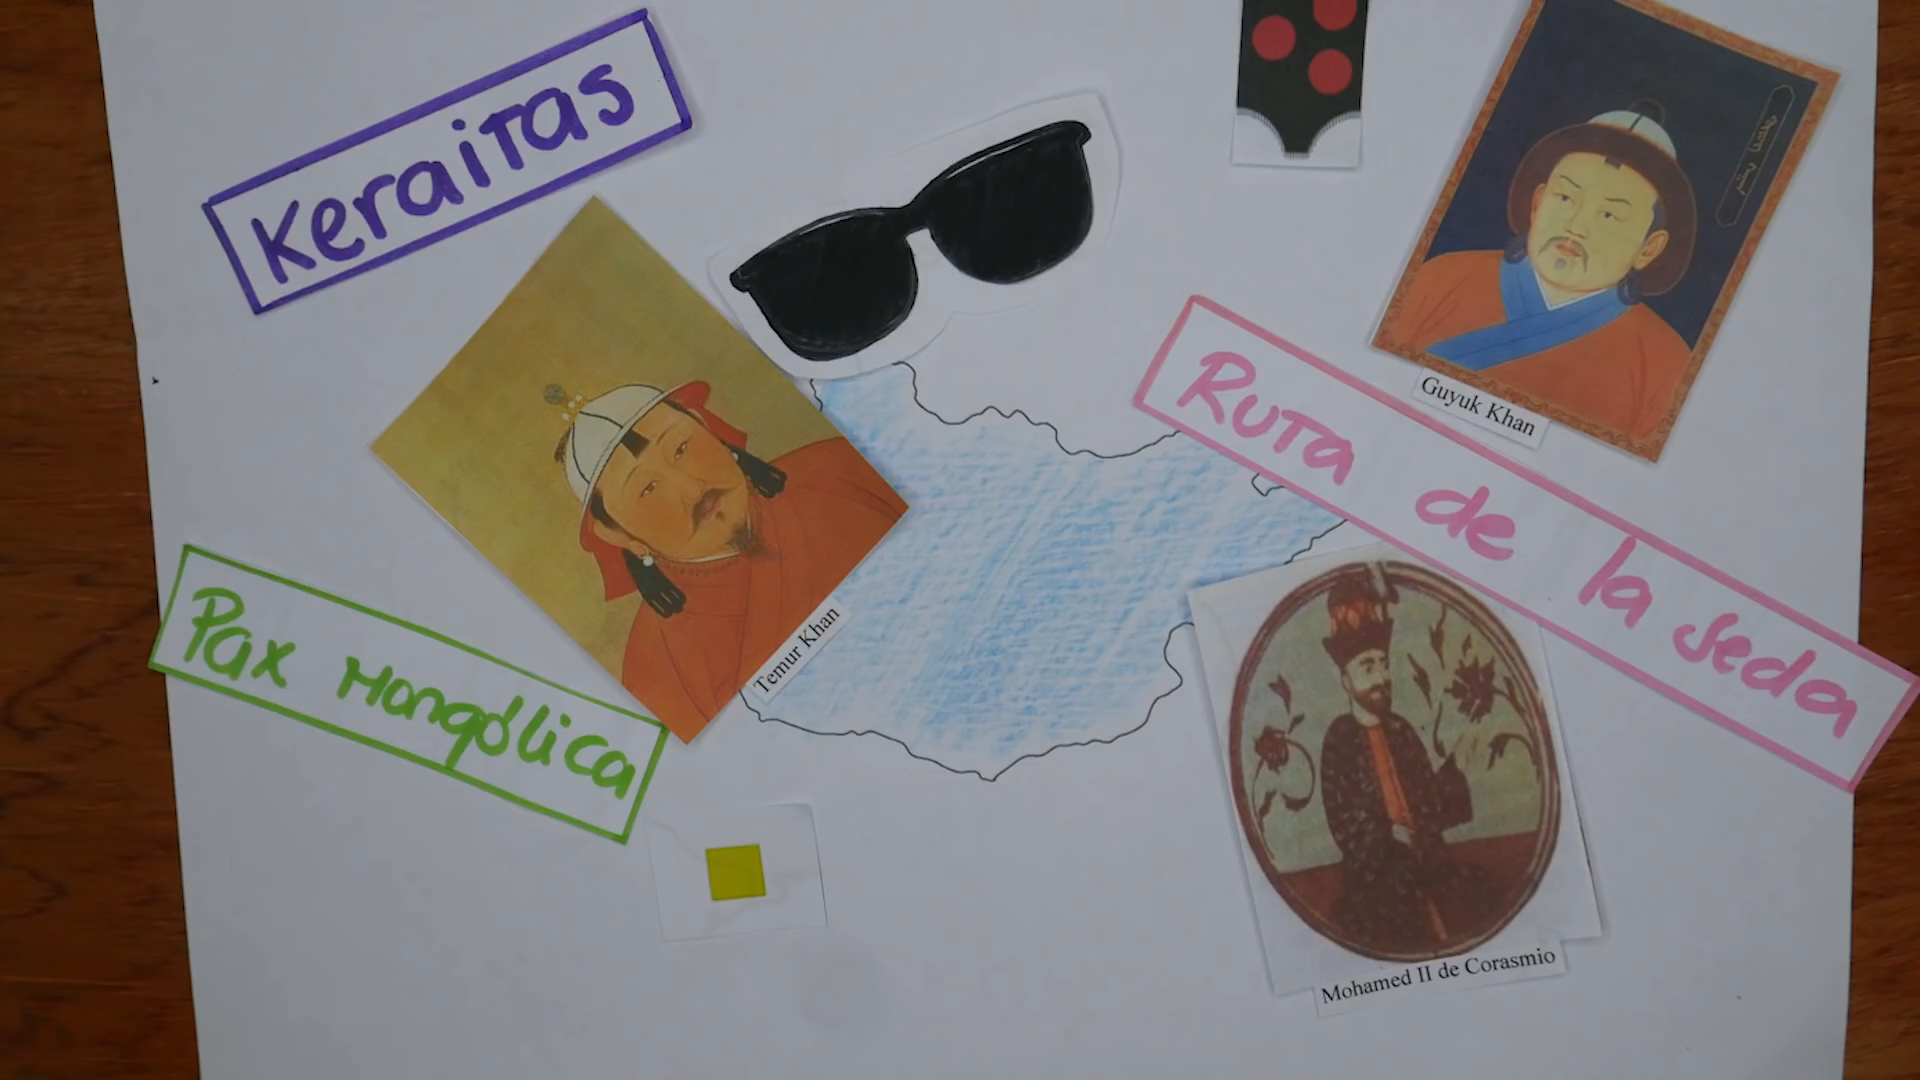 Keraitas
Guyuk Khan
Ruta de la seda
Temur Khan
Pax Mongólica
Mohamed II de Corasmio